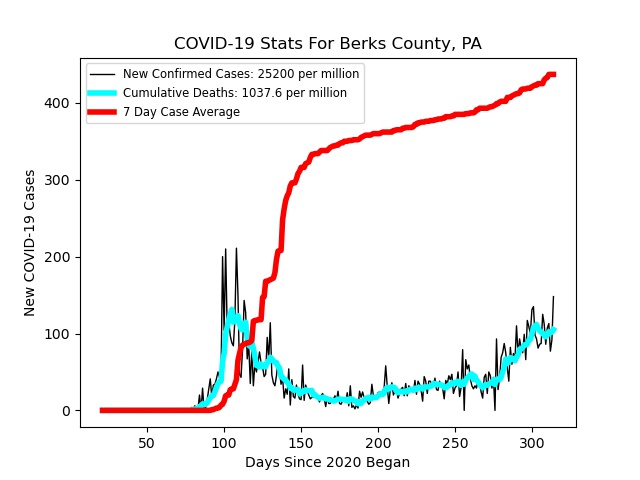 COVID-19 Stats For Berks County, PA
New Confirmed Cases: 25200 per million
Cumulative Deaths: 1037.6 per million
7 Day Case Average
New COVID-19 Cases
400
300
200
100
0
50 100 150 200 250 300
Days Since 2020 Began